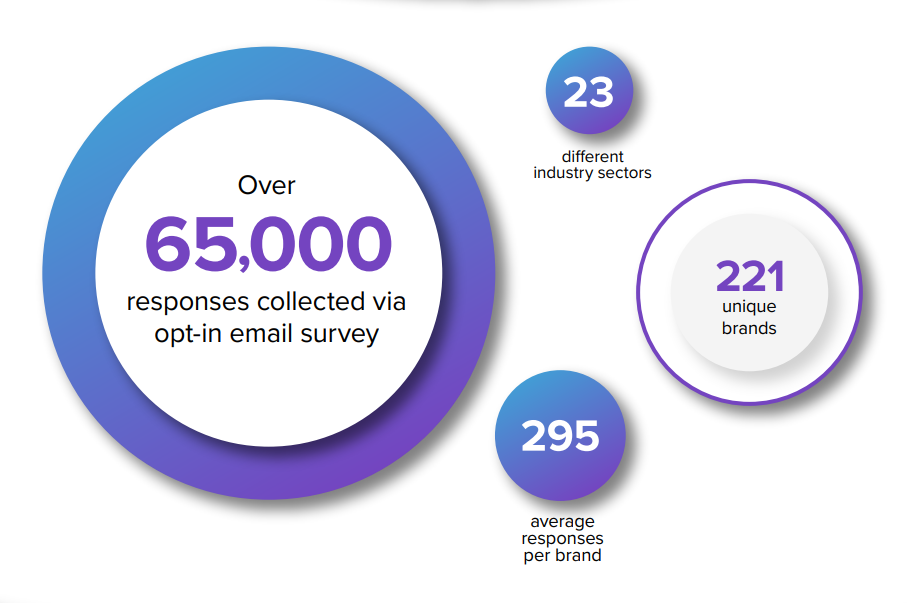 Over
65,000
responses collected via
opt-in email survey
23
different
industry sectors
221
unique
brands
295
average
responses
per brand